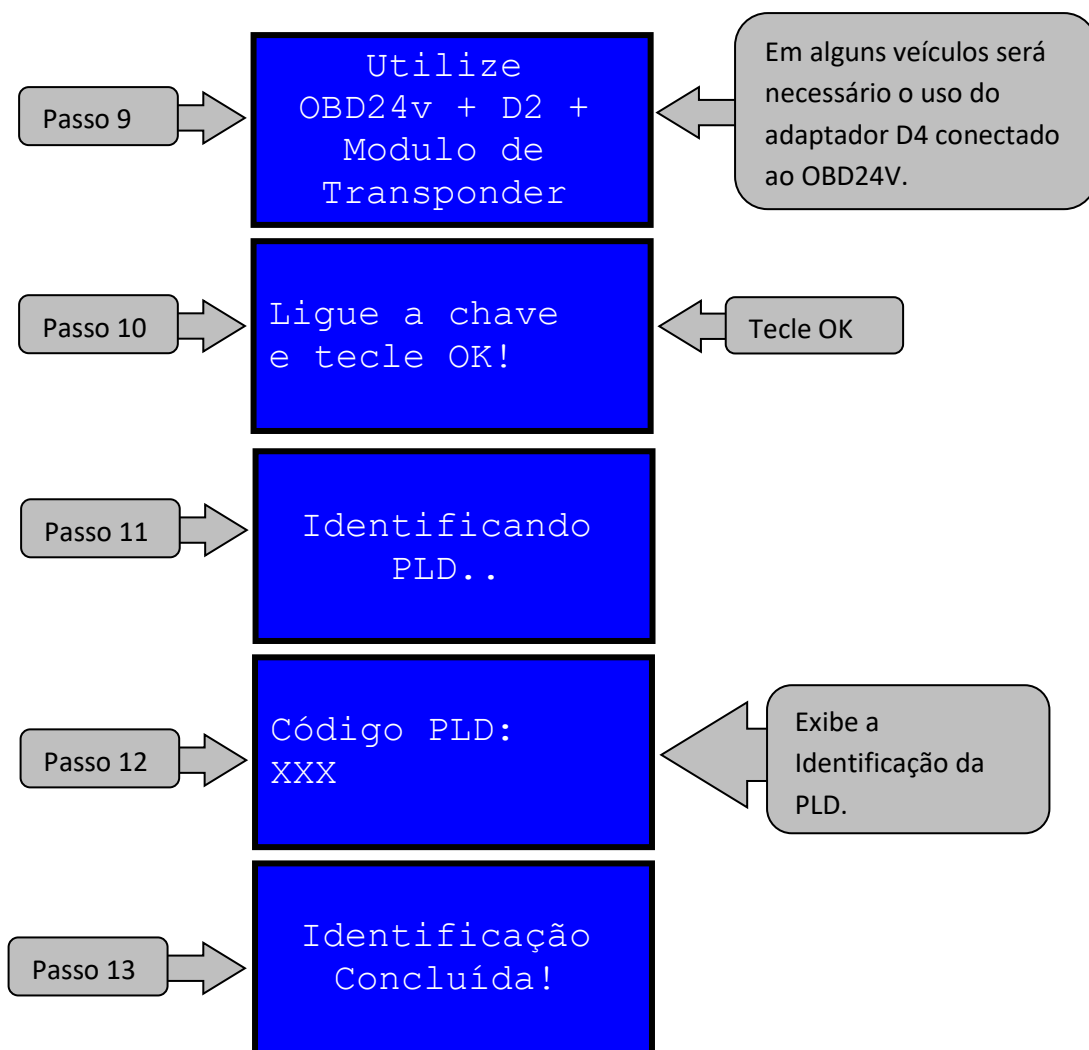 Passo 9
Utilize
OBD24v + D2 +
Modulo de
Transponder
Em alguns veículos será
necessário o uso do
adaptador D4 conectado
ao OBD24V.
Passo 10
Ligue a chave
e tecle OK!
Tecle OK
Passo 11
Identificando
PLD..
Passo 12
Código PLD:
XXX
Exibe a
Identificação da
PLD.
Passo 13
Identificação
Concluída!